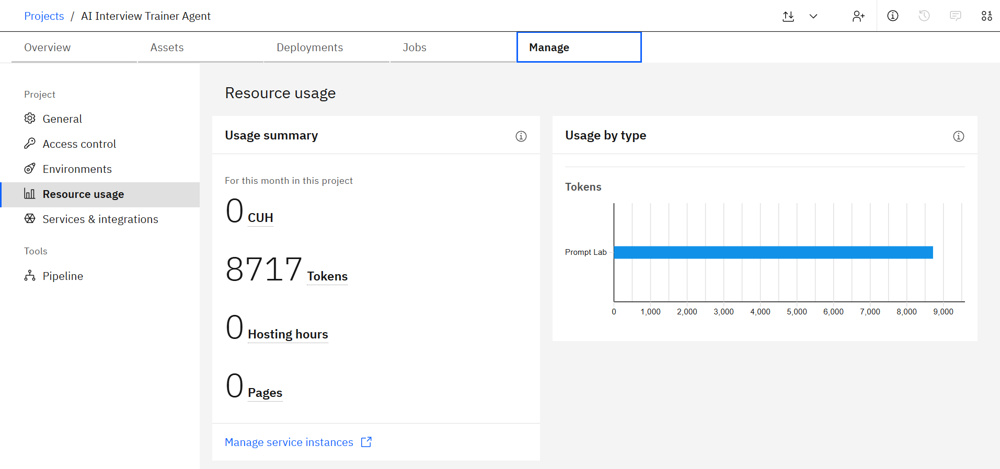 Projects / AI Interview Trainer Agent
Overview
Assets
Deployments
Jobs
Manage
Project
General
Access control
Environments
Resource usage
Services & integrations
Tools
Pipeline
Resource usage
Usage summary
For this month in this project
0 CUH
8717 Tokens
0 Hosting hours
0 Pages
Manage service instances
Usage by type
Tokens
Prompt Lab
0 1,000 2,000 3,000 4,000 5,000 6,000 7,000 8,000 9,000